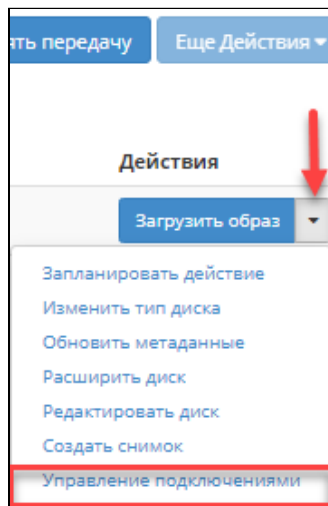 ять передачу Еще Действия
Действия
Загрузить образ
Запланировать действие
Изменить тип диска
Обновить метаданные
Расширить диск
Редактировать диск
Создать снимок
Управление подключениями